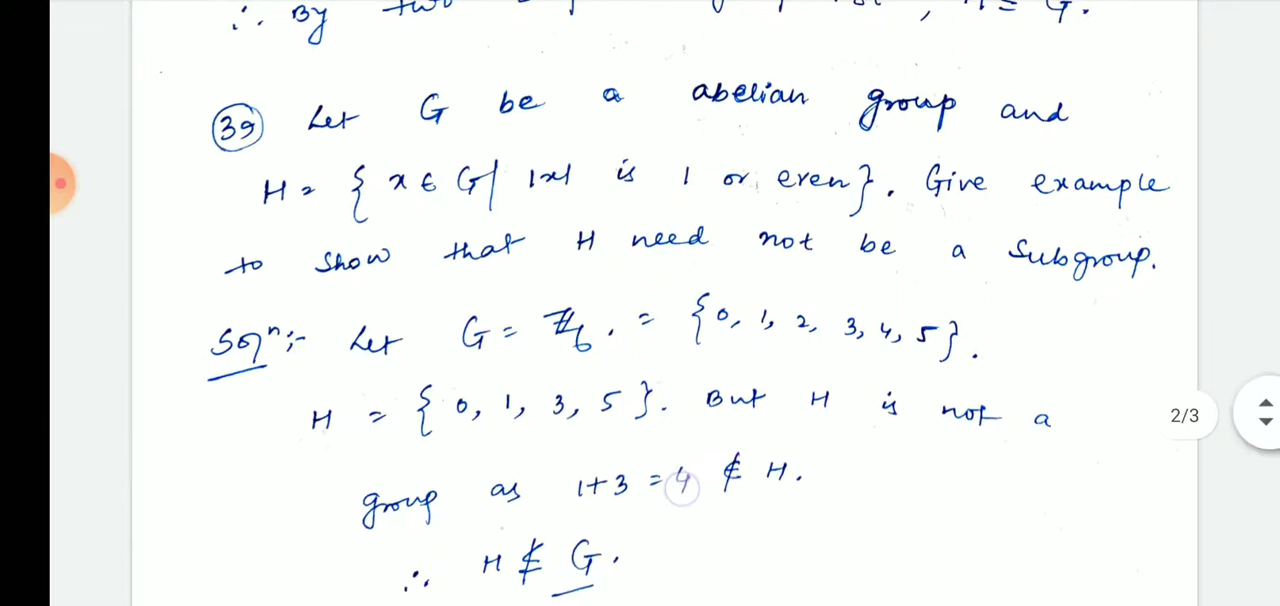 ∴ By two
(39) Let G be a abelian group and
H = { x ∈ G | |x| is 1 or even}. Give example
to show that H need not be a subgroup.
Solⁿ:- Let G = ℤ₆. = {0, 1, 2, 3, 4, 5}.
H = {0, 1, 3, 5}. But H is not a
2/3
group as 1+3 = 4 ∉ H.
∴ H ≰ G.